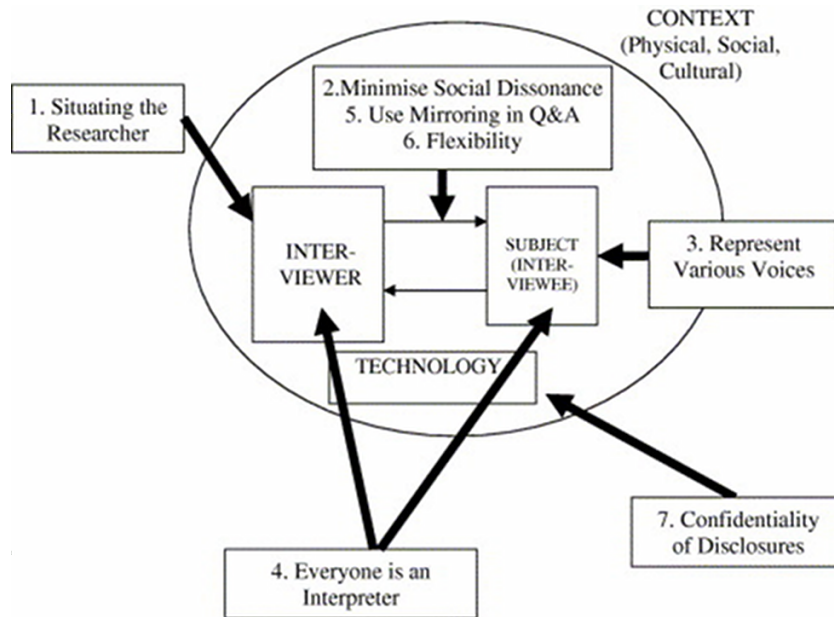 CONTEXT
(Physical, Social,
Cultural)
1. Situating the
Researcher
2.Minimise Social Dissonance
5. Use Mirroring in Q&A
6. Flexibility
INTER-
VIEWER
SUBJECT
(INTER-
VIEWEE)
3. Represent
Various Voices
TECHNOLOGY
7. Confidentiality
of Disclosures
4. Everyone is an
Interpreter